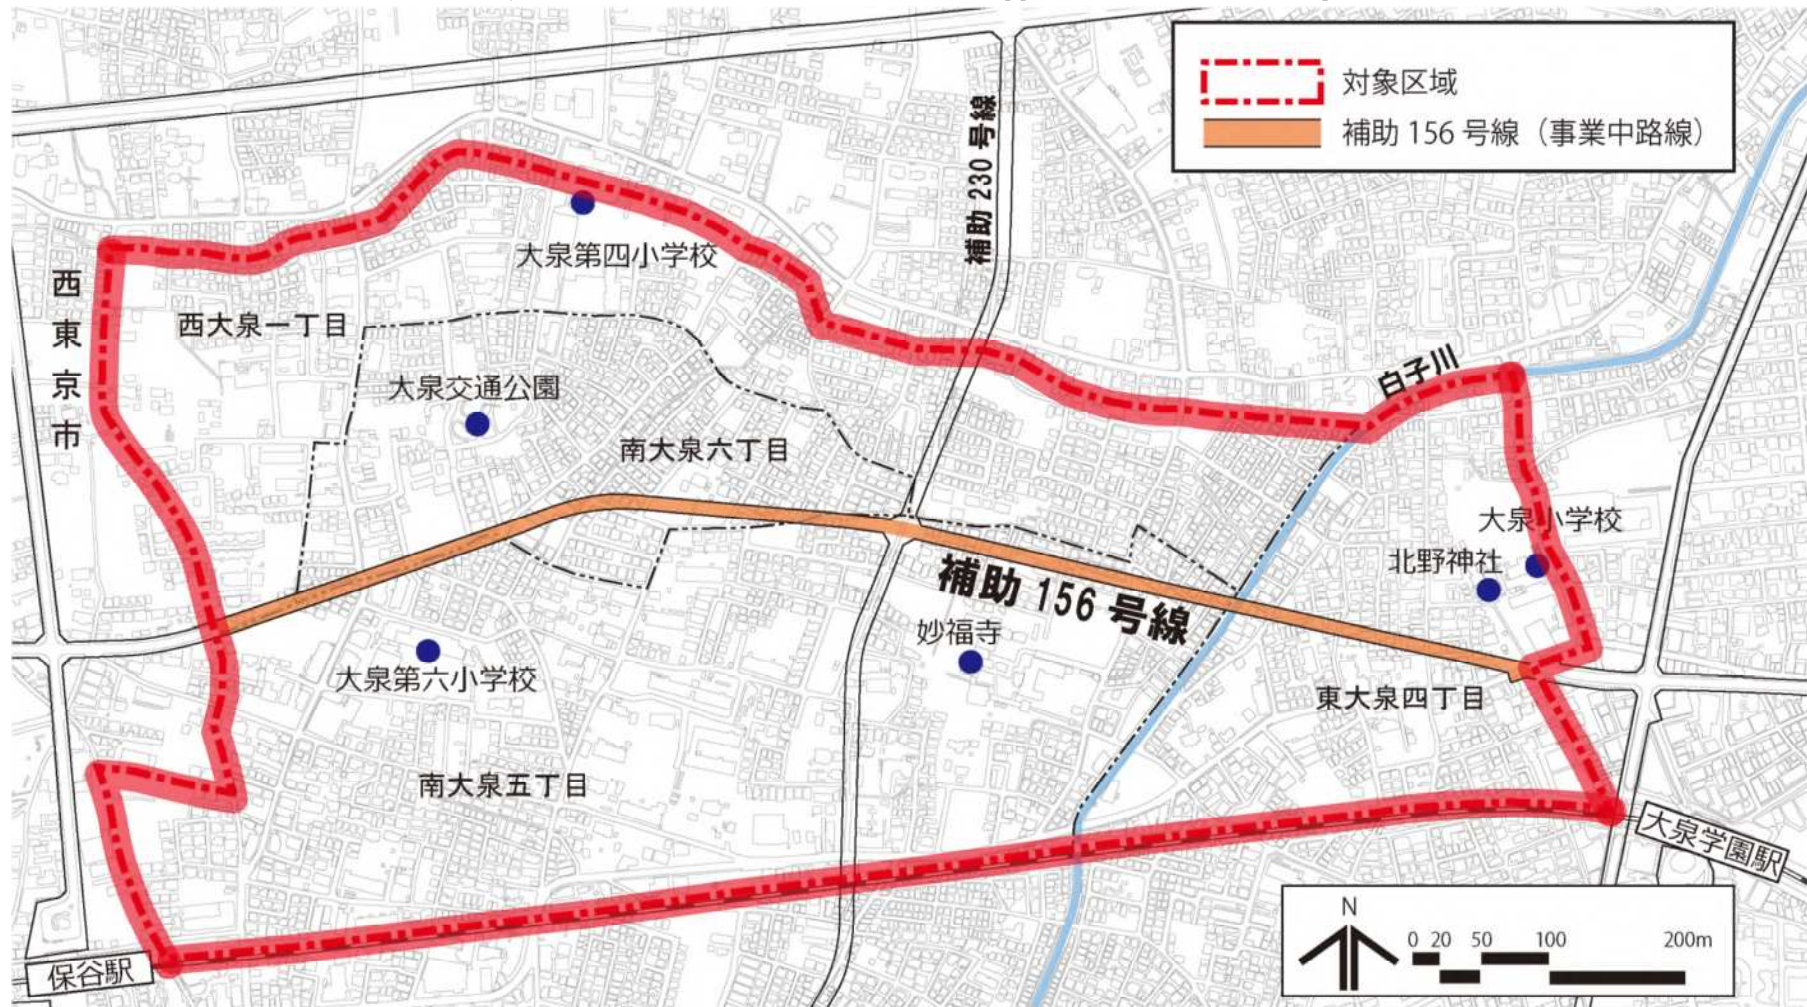 対象区域
補助 156 号線（事業中路線）
補助 230 号線
大泉第四小学校
西東京市
西大泉一丁目
大泉交通公園
白子川
南大泉六丁目
大泉小学校
北野神社
補助 156 号線
妙福寺
大泉第六小学校
東大泉四丁目
南大泉五丁目
大泉学園駅
保谷駅
N
0 20 50 100 200m